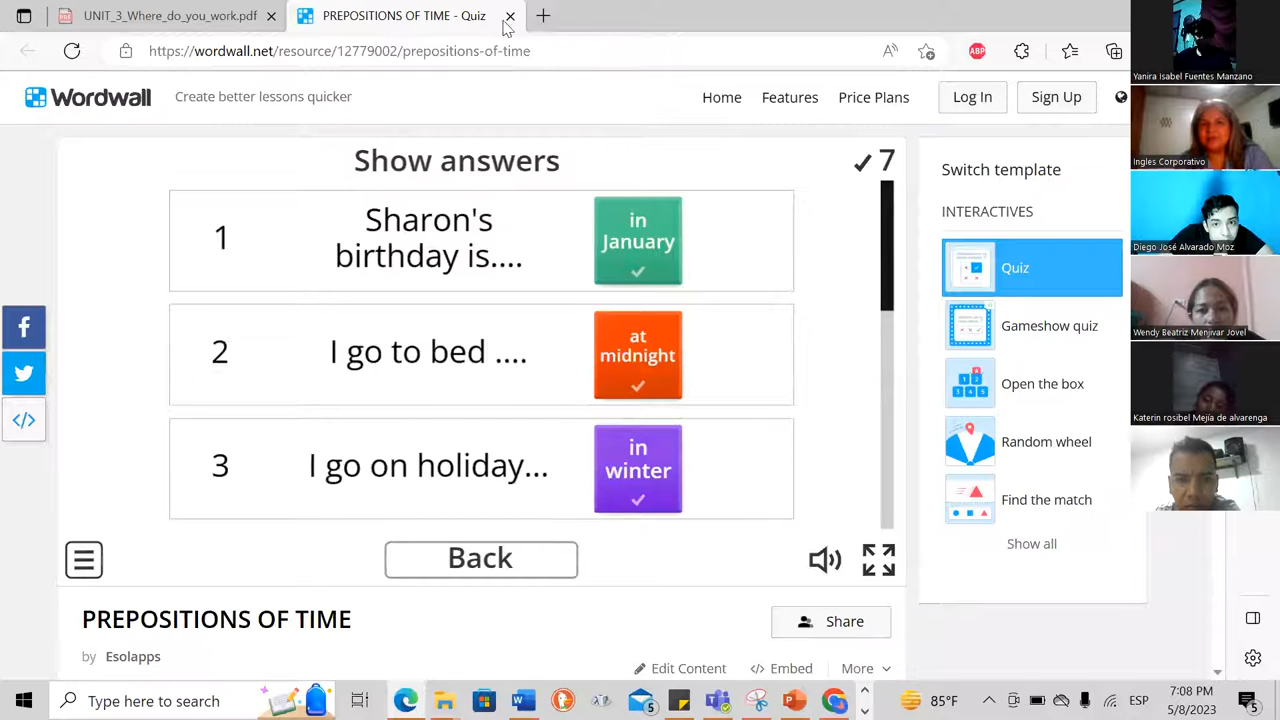 UNIT_3_Where_do_you_work.pdf
PREPOSITIONS OF TIME - Quiz
https://wordwall.net/resource/12779002/prepositions-of-time
ABP
Wordwall
Create better lessons quicker
Home
Features
Price Plans
Log In
Sign Up
Show answers
7
1
Sharon's
birthday is....
in
January
2
I go to bed ....
at
midnight
3
I go on holiday...
in
winter
Back
PREPOSITIONS OF TIME
by Esolapps
Share
Edit Content
Embed
More
Switch template
INTERACTIVES
Quiz
Gameshow quiz
Open the box
Random wheel
Find the match
Show all
Yanira Isabel Fuentes Manzano
Ingles Corporativo
Diego José Alvarado Moz
Wendy Beatriz Menjivar Jovel
Katerin rosibel Mejía de alvarenga
Type here to search
5
85°F
ESP
7:08 PM
5/8/2023
5